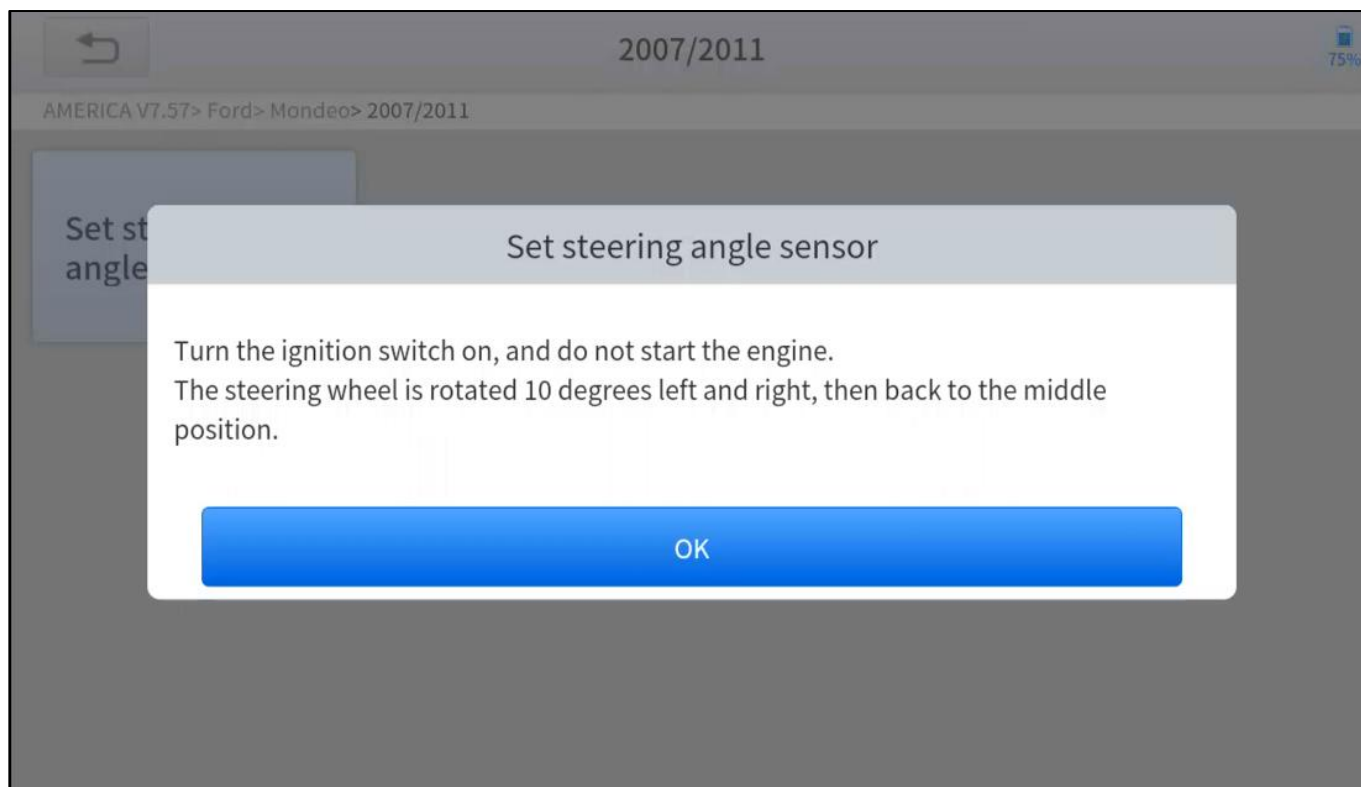 2007/2011
75%
AMERICA V7.57> Ford> Mondeo> 2007/2011
Set st
angle
Set steering angle sensor
Turn the ignition switch on, and do not start the engine.
The steering wheel is rotated 10 degrees left and right, then back to the middle
position.
OK